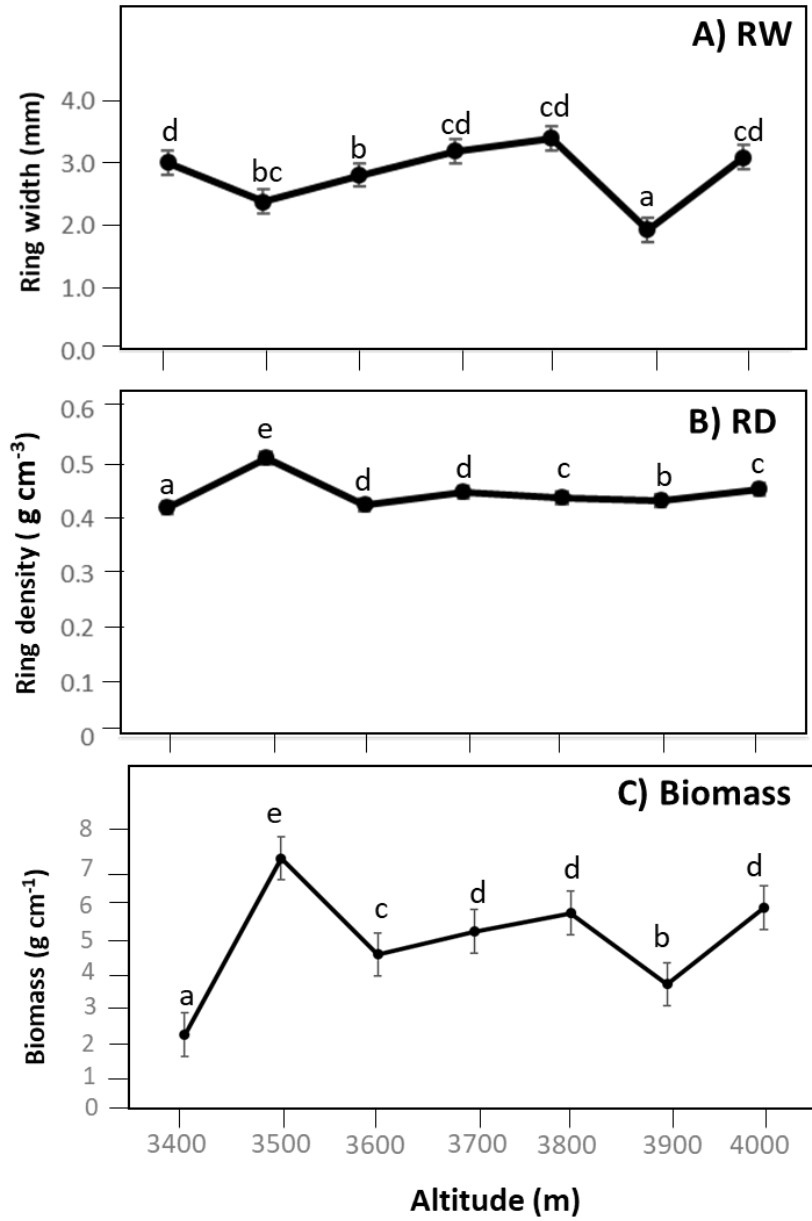 A) RW
Ring width (mm)
4.0
3.0
2.0
1.0
0.0
d
bc
b
cd
cd
a
cd
B) RD
Ring density ( g cm-3)
0.6
0.5
0.4
0.3
0.2
0.1
0
a
e
d
d
c
b
c
C) Biomass
Biomass (g cm-1)
8
7
6
5
4
3
2
1
0
a
e
c
d
d
b
d
3400 3500 3600 3700 3800 3900 4000
Altitude (m)